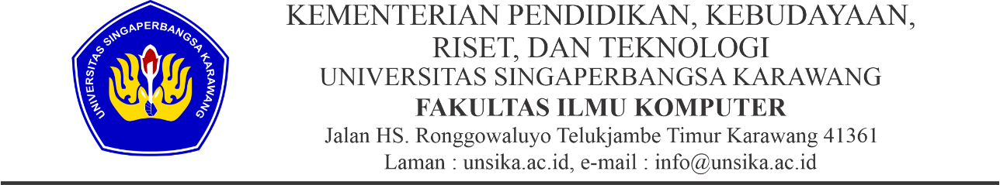 UNIVERSITAS SINGAPERBANGSA KARAWANG
KEMENTERIAN PENDIDIKAN, KEBUDAYAAN,
RISET, DAN TEKNOLOGI
UNIVERSITAS SINGAPERBANGSA KARAWANG
FAKULTAS ILMU KOMPUTER
Jalan HS. Ronggowaluyo Telukjambe Timur Karawang 41361
Laman : unsika.ac.id, e-mail : info@unsika.ac.id